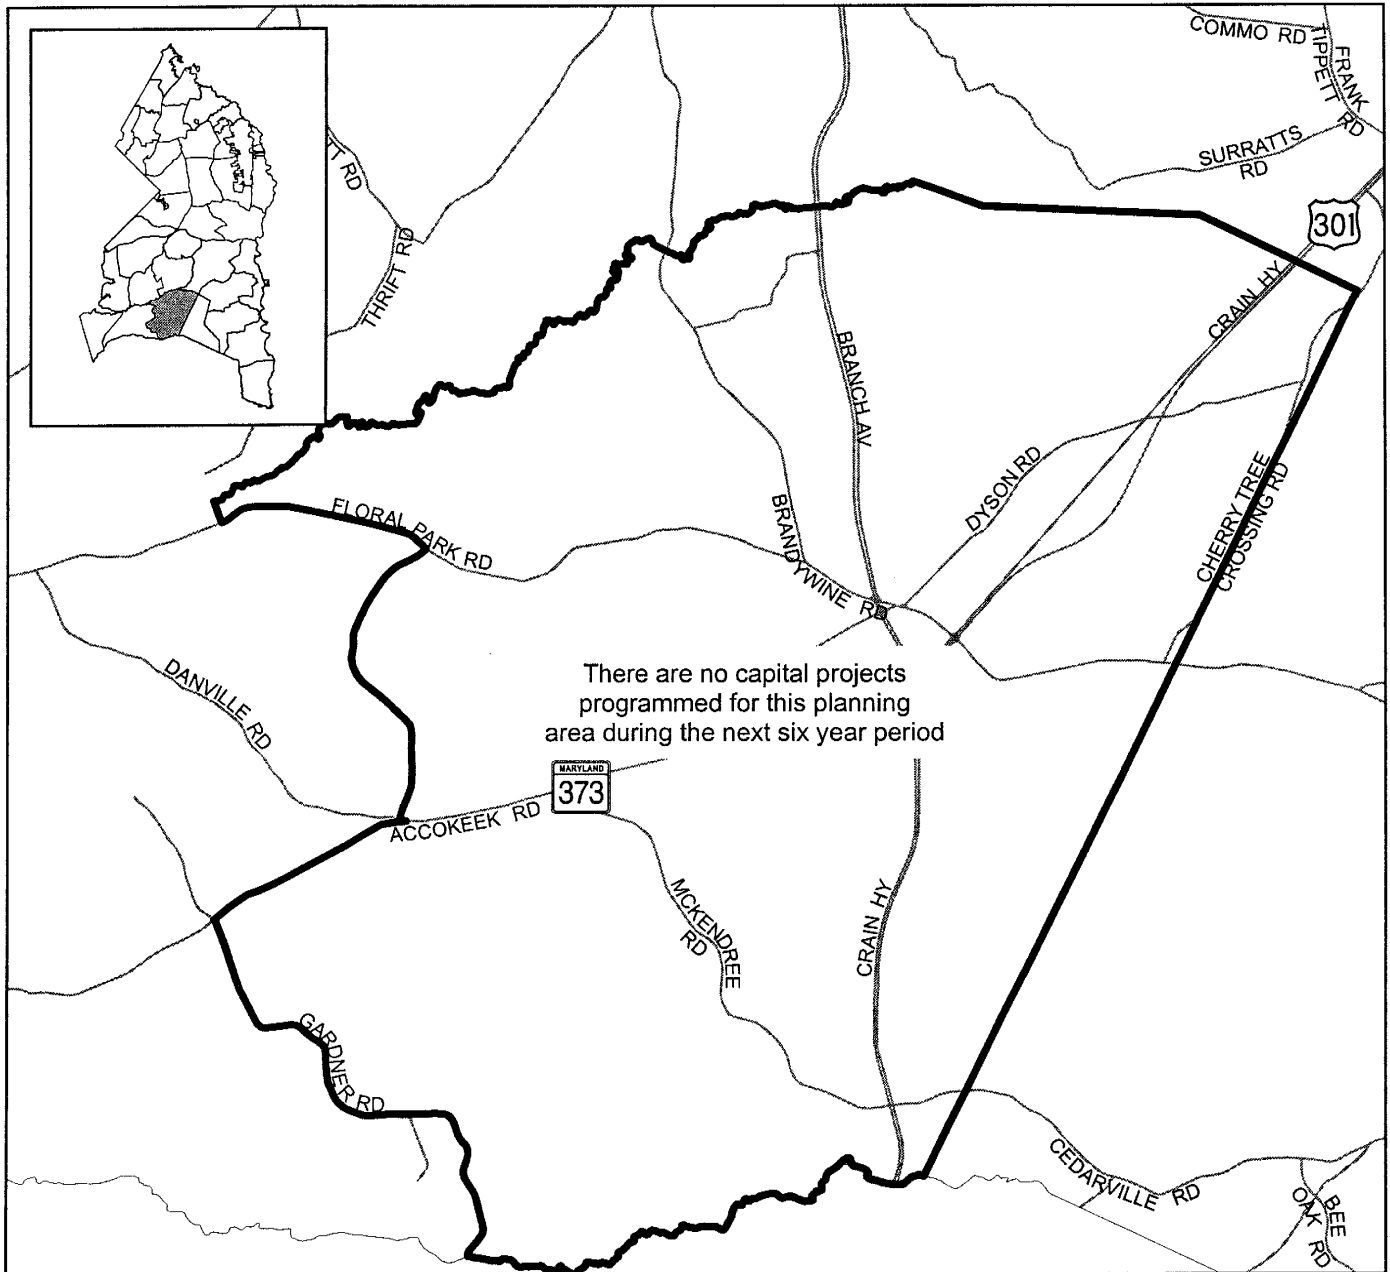 COMMO RD
FRANK
TIPPETT RD
SURRATTS
RD
301
TT RD
THRIFT RD
CRAIN HY
BRANCH AV
DYSON RD
CHERRY TREE
CROSSING RD
FLORAL PARK RD
BRANDYWINE RD
There are no capital projects
programmed for this planning
area during the next six year period
DANVILLE RD
MARYLAND
373
ACCOKEEK RD
MCKENDREE
RD
CRAIN HY
GARDNER RD
CEDARVILLE RD
BEE
OAK RD